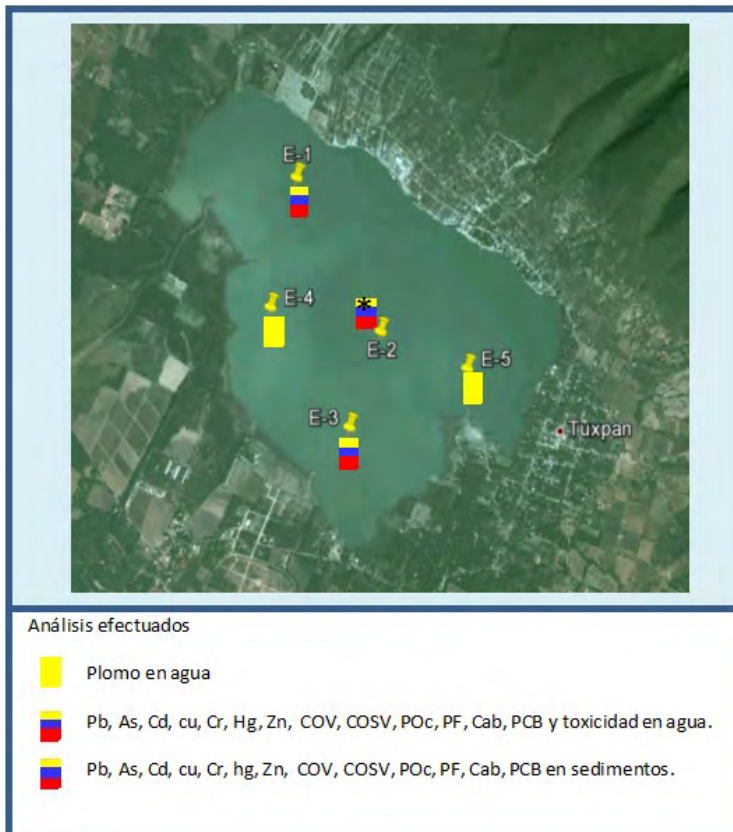 E-1
E-4
*
E-2
E-5
E-3
Tuxpan
Análisis efectuados
Plomo en agua
Pb, As, Cd, cu, Cr, Hg, Zn, COV, COSV, POc, PF, Cab, PCB y toxicidad en agua.
Pb, As, Cd, cu, Cr, hg, Zn, COV, COSV, POc, PF, Cab, PCB en sedimentos.